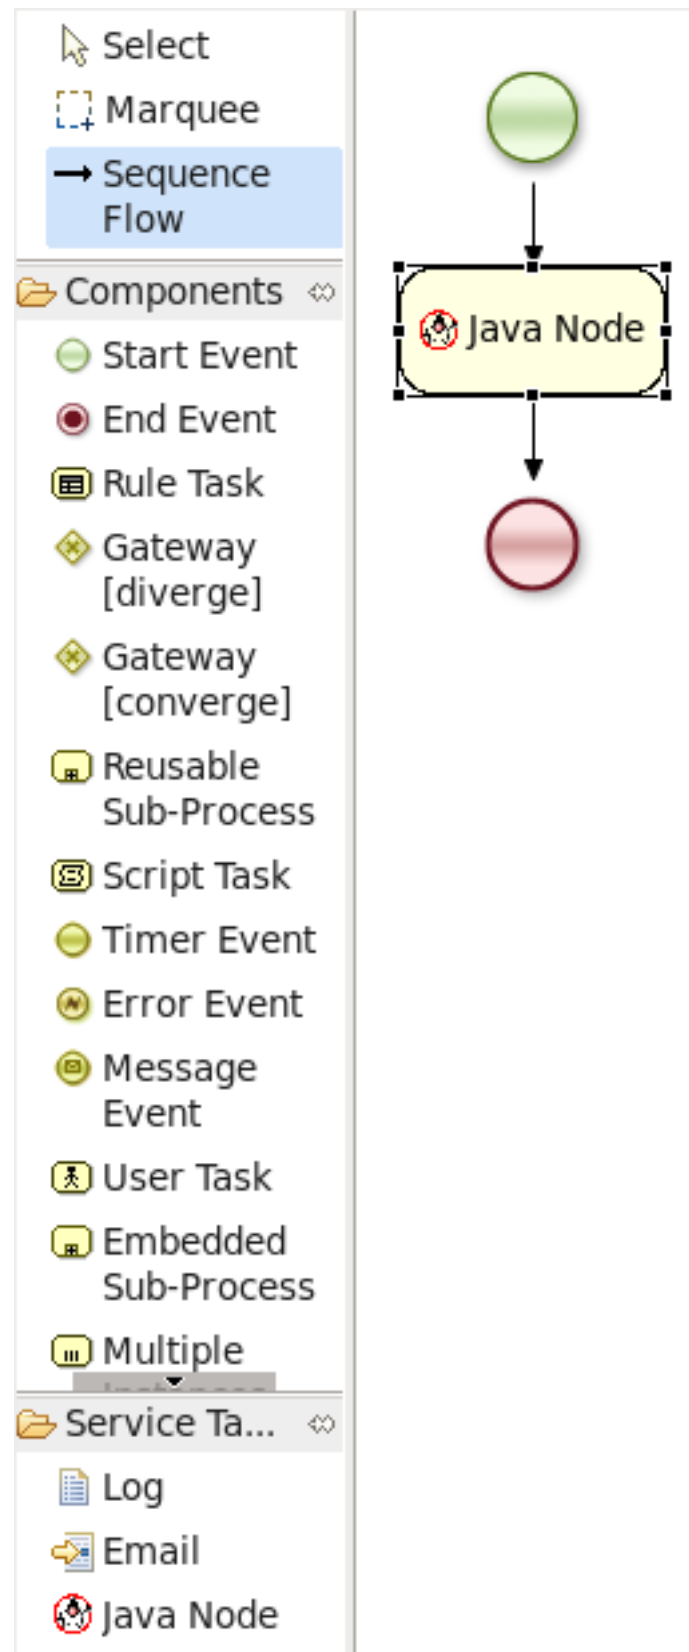 Select
Marquee
Sequence
Flow
Components
Start Event
End Event
Rule Task
Gateway
[diverge]
Gateway
[converge]
Reusable
Sub-Process
Script Task
Timer Event
Error Event
Message
Event
User Task
Embedded
Sub-Process
Multiple
Service Ta...
Log
Email
Java Node
Java Node